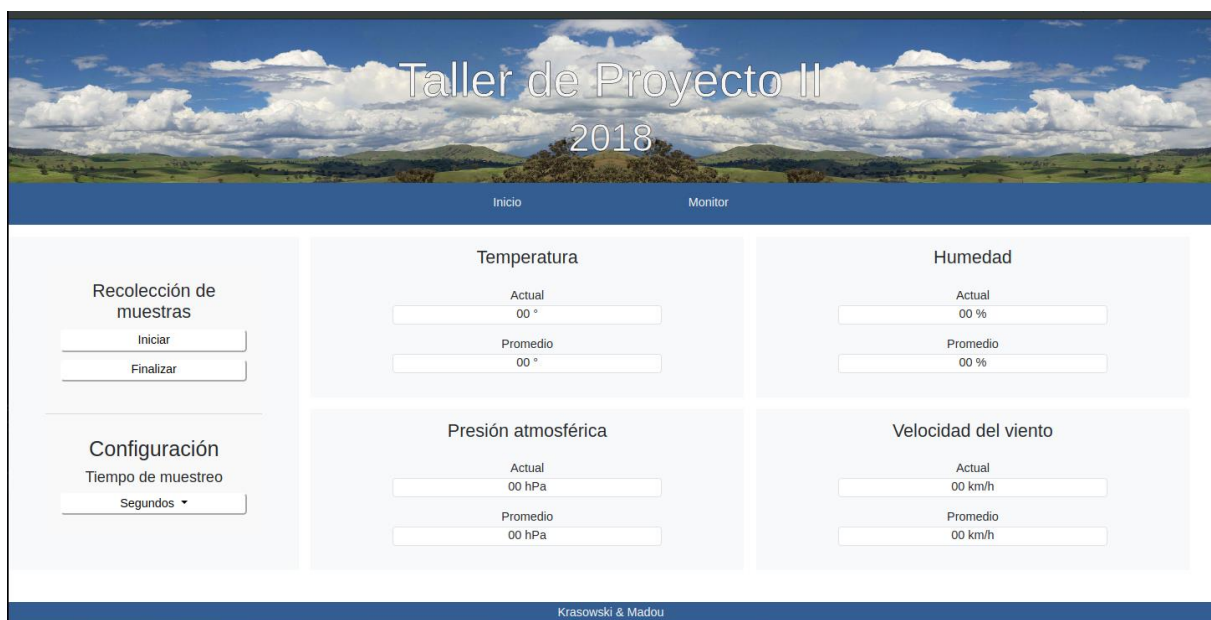 Taller de Proyecto II
2018
Inicio
Monitor
Recolección de
muestras
Iniciar
Finalizar
Configuración
Tiempo de muestreo
Segundos
Temperatura
Actual
00 °
Promedio
00 °
Humedad
Actual
00 %
Promedio
00 %
Presión atmosférica
Actual
00 hPa
Promedio
00 hPa
Velocidad del viento
Actual
00 km/h
Promedio
00 km/h
Krasowski & Madou